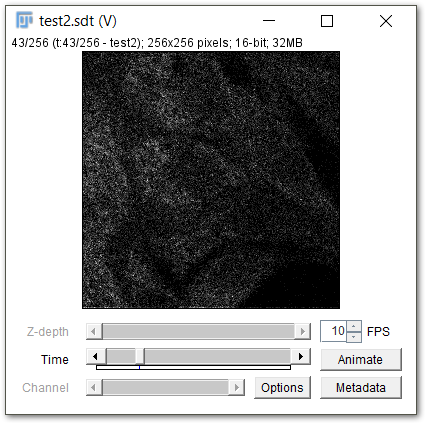 test2.sdt (V)
43/256 (t:43/256 - test2); 256x256 pixels; 16-bit; 32MB
Z-depth 10 FPS
Time Animate
Channel Options Metadata